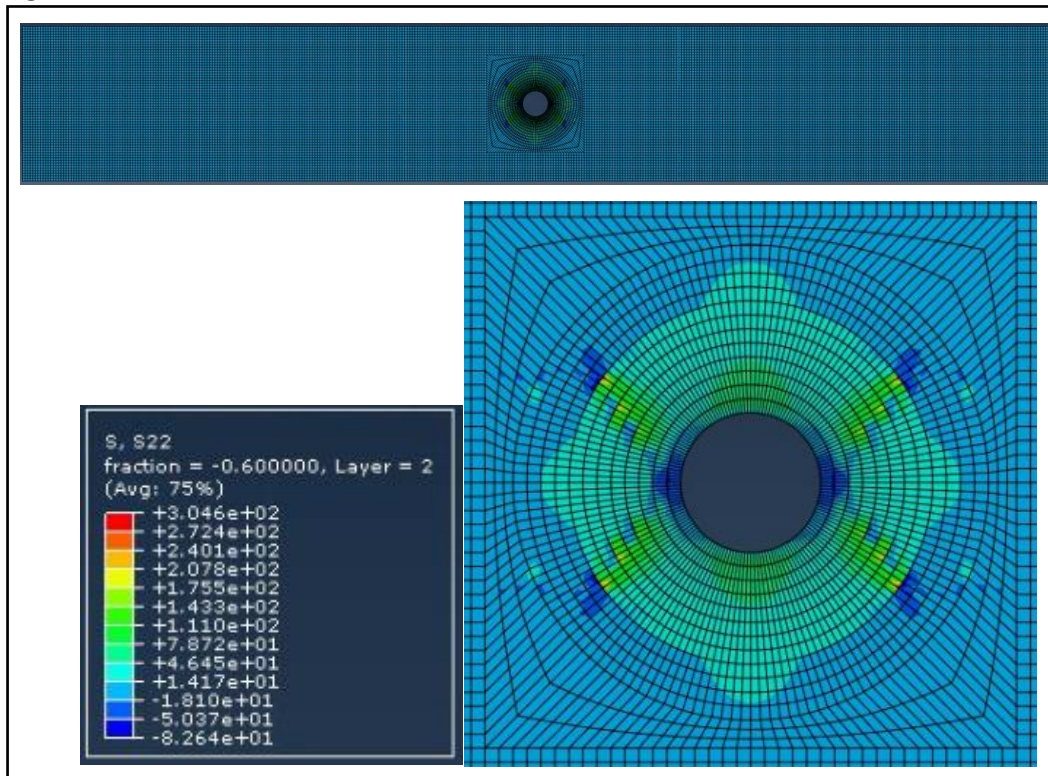 S, S22
fraction = -0.600000, Layer = 2
(Avg: 75%)
+3.046e+02
+2.724e+02
+2.401e+02
+2.078e+02
+1.755e+02
+1.433e+02
+1.110e+02
+7.872e+01
+4.645e+01
+1.417e+01
-1.810e+01
-5.037e+01
-8.264e+01